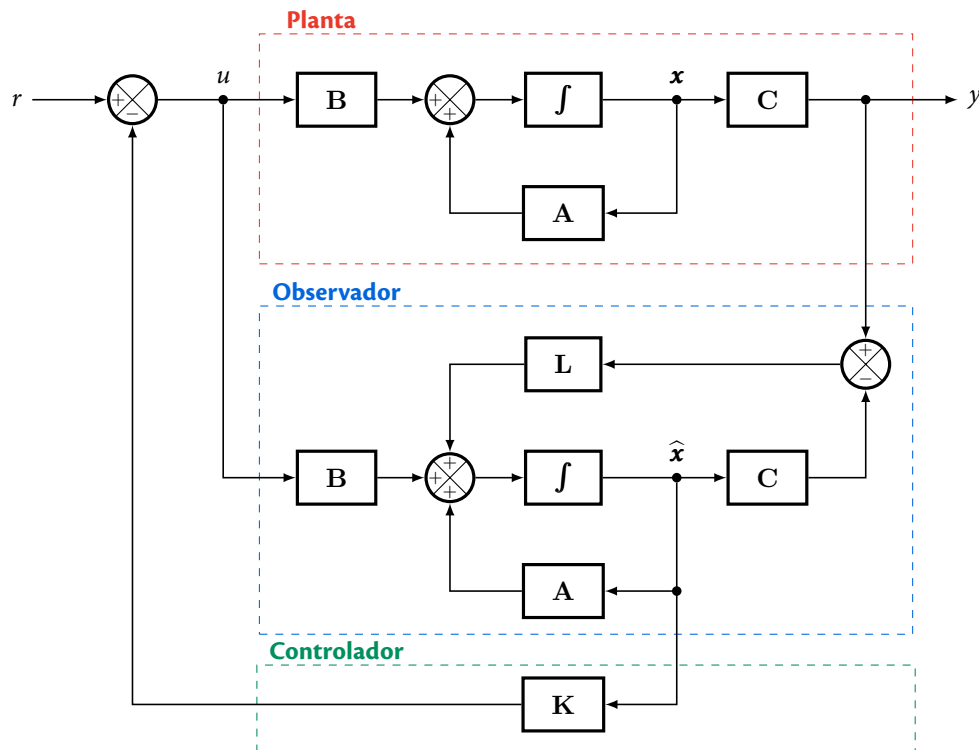 Planta
r
+
−
u
B
+
+
∫
x
C
y
A
Observador
+
−
L
B
+
+
+
∫
x̂
C
A
Controlador
K